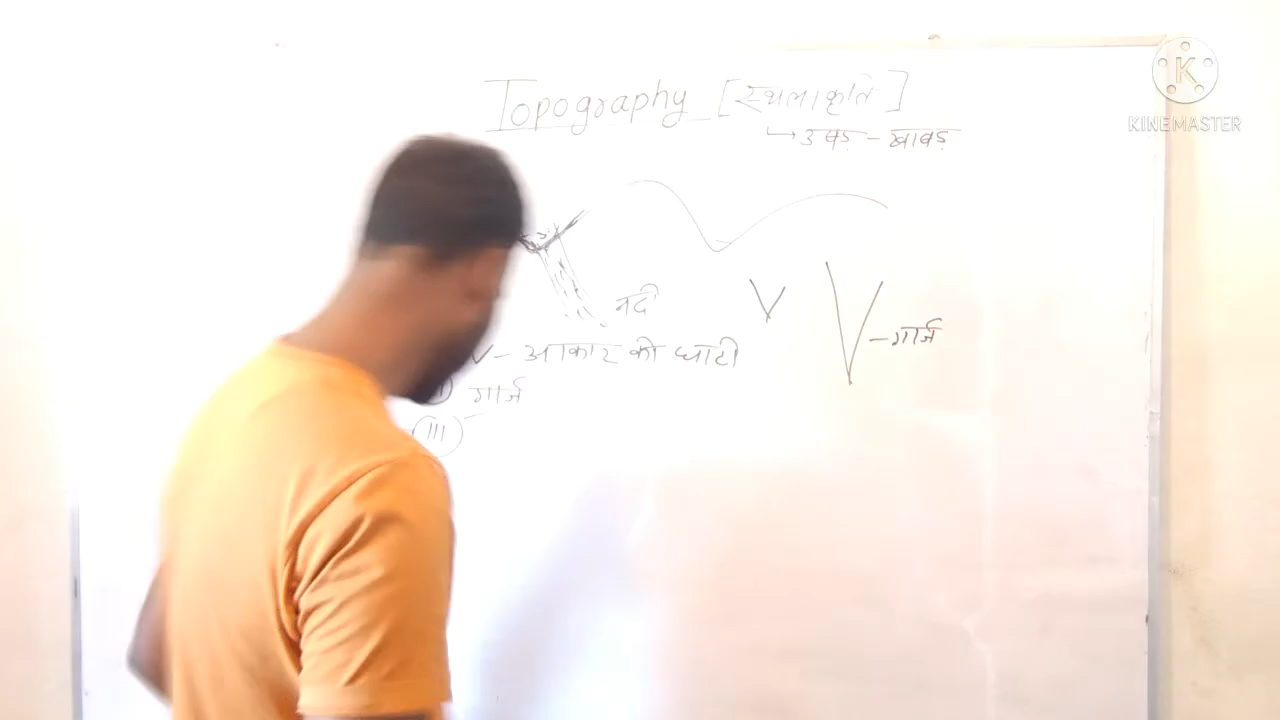 Topography [स्थलाकृति]
↳ उबड़ - खाबड़
नदी
V - आकार की घाटी
गार्ज
गार्ज
III
K
KINEMASTER